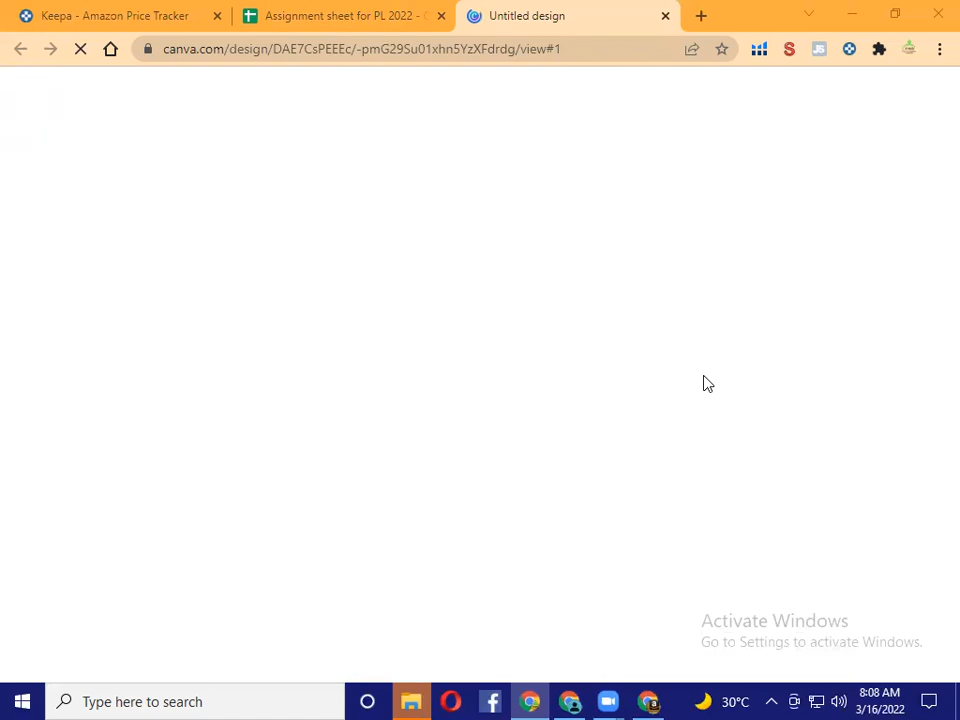 Keepa - Amazon Price Tracker
Assignment sheet for PL 2022 -
Untitled design
canva.com/design/DAE7CsPEEEc/-pmG29Su01xhn5YzXFdrdg/view#1
Activate Windows
Go to Settings to activate Windows.
Type here to search
30°C
8:08 AM
3/16/2022